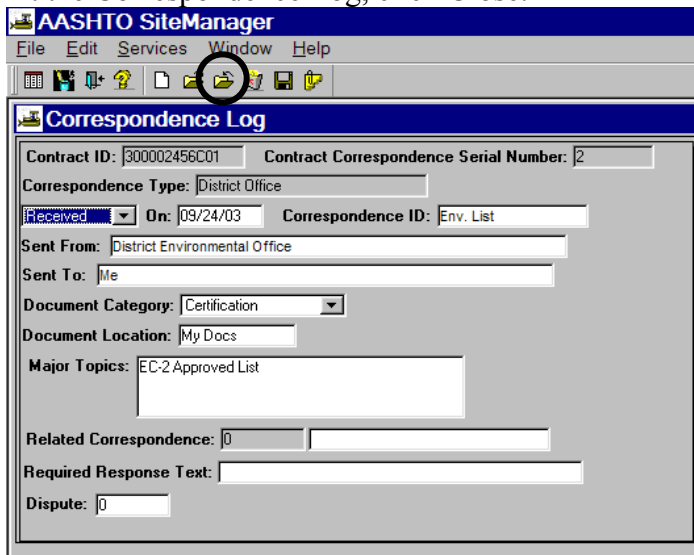 AASHTO SiteManager
File Edit Services Window Help
Correspondence Log
Contract ID: 300002456C01 Contract Correspondence Serial Number: 2
Correspondence Type: District Office
Received On: 09/24/03 Correspondence ID: Env. List
Sent From: District Environmental Office
Sent To: Me
Document Category: Certification
Document Location: My Docs
Major Topics: EC-2 Approved List
Related Correspondence: 0
Required Response Text:
Dispute: 0